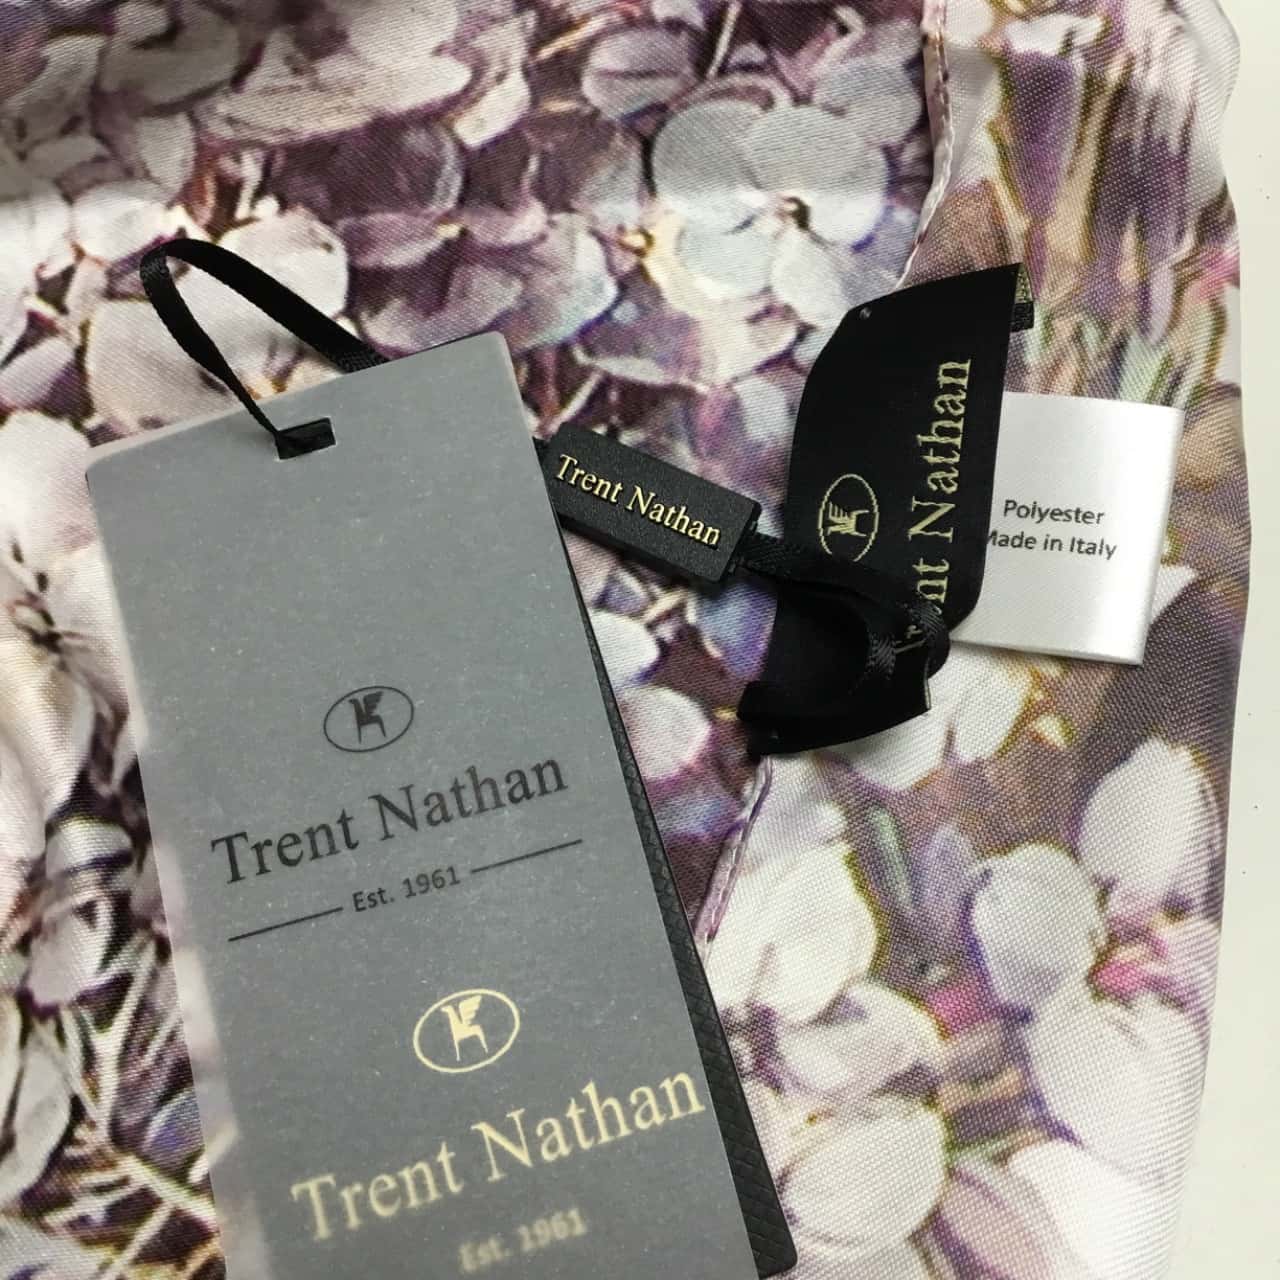 Trent Nathan
Est. 1961
Trent Nathan
Est. 1961
Trent Nathan
Trent Nathan
Polyester
Made in Italy